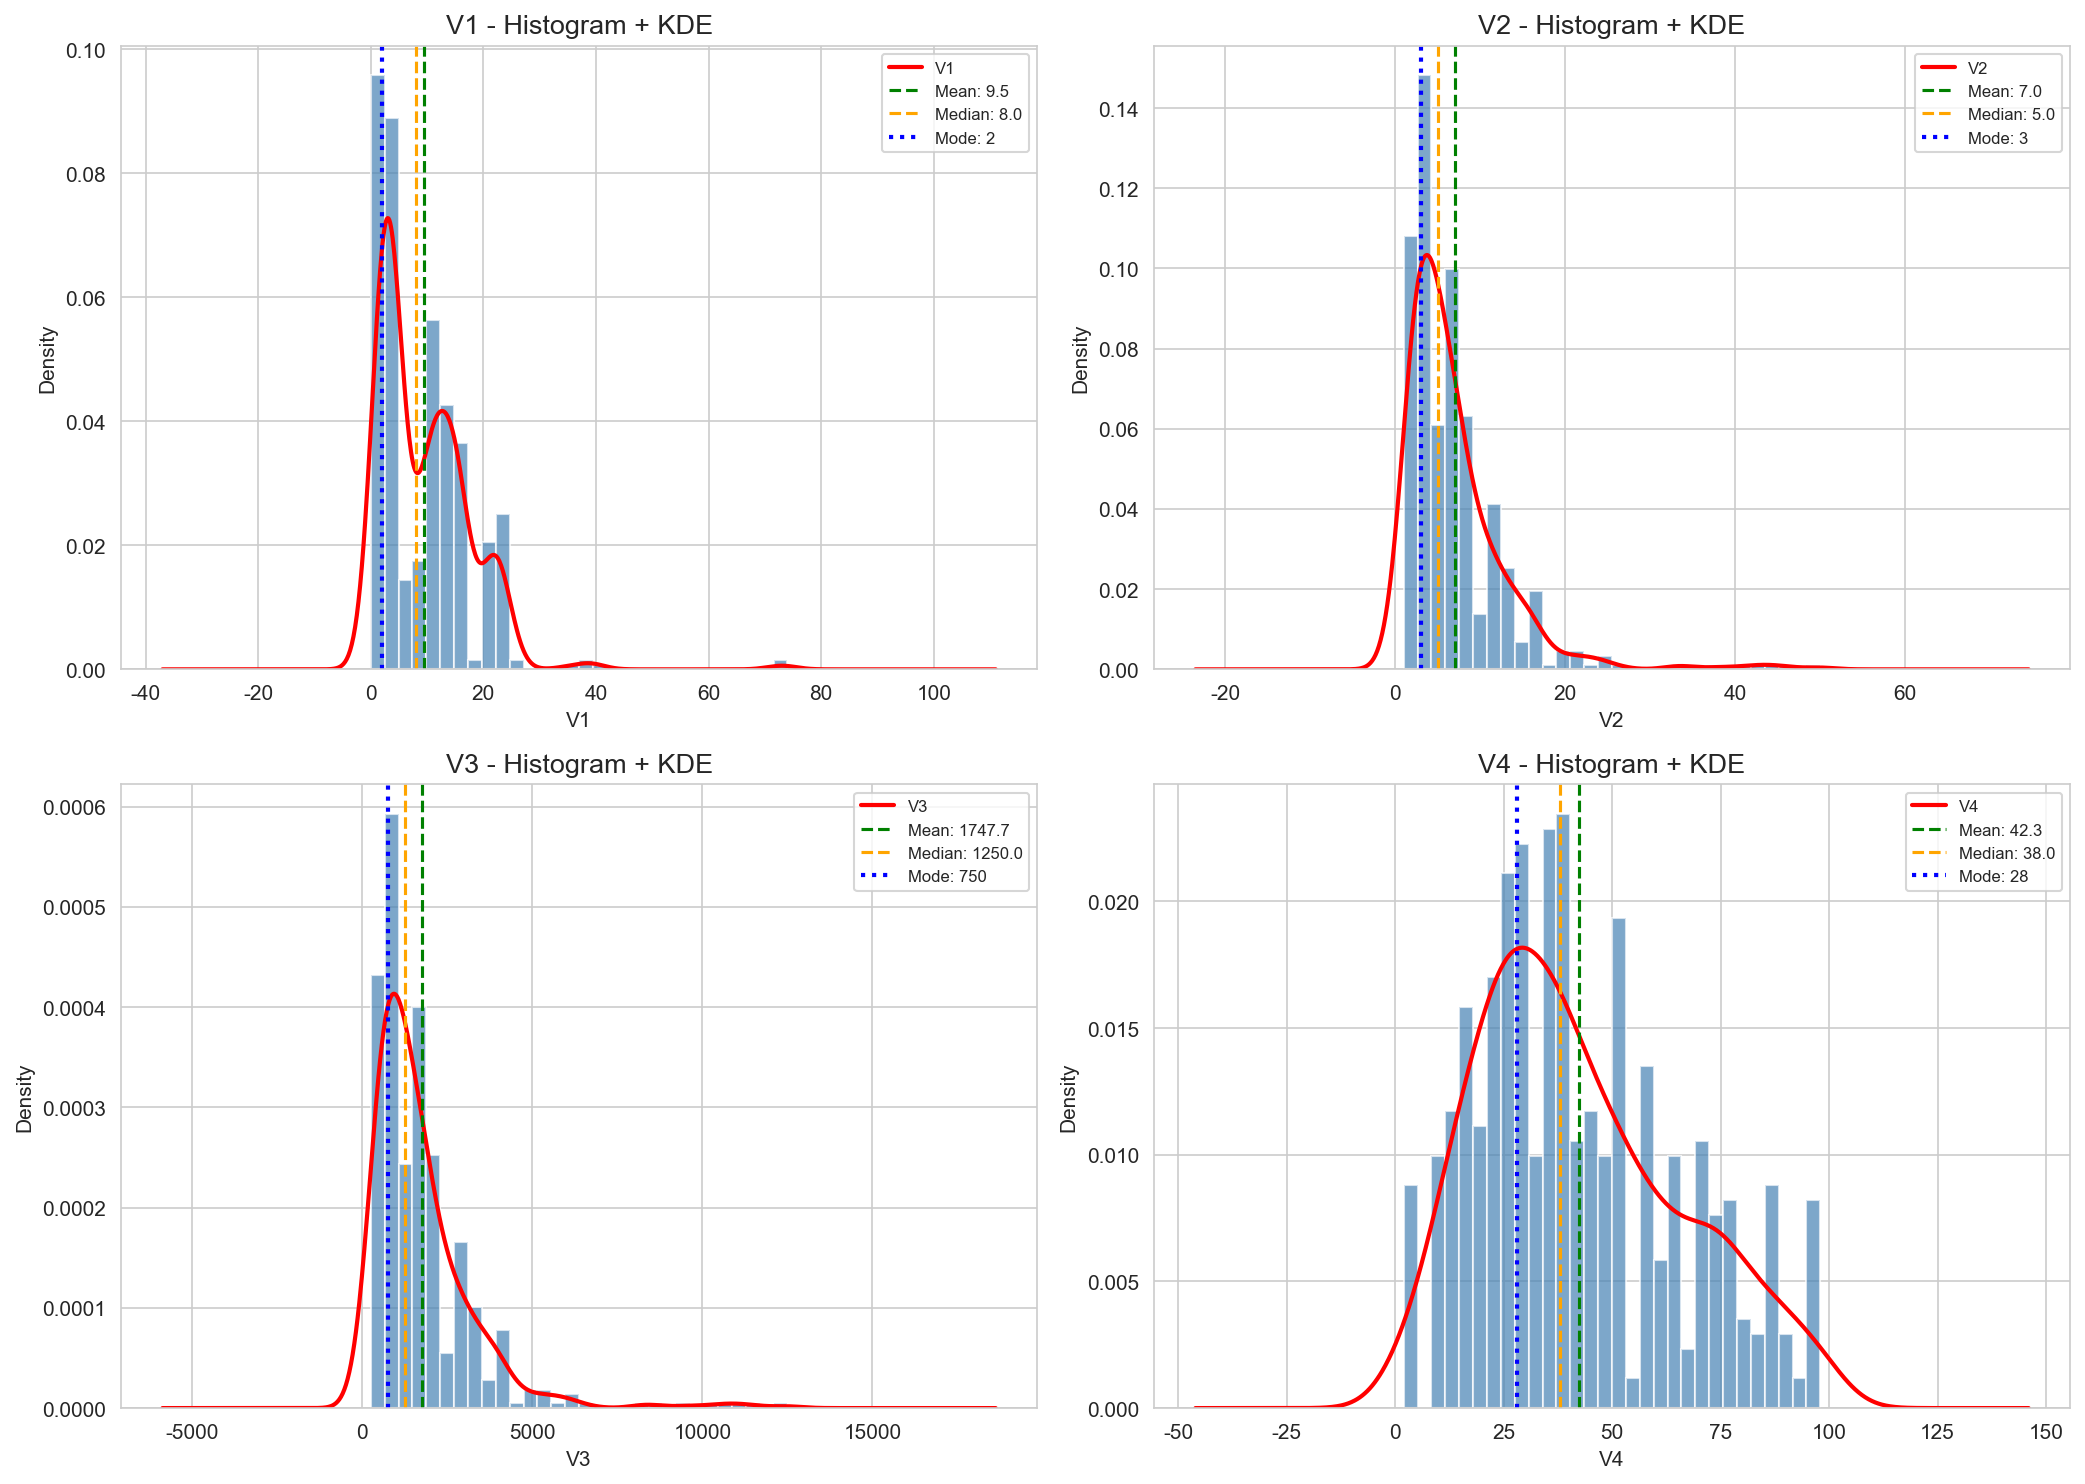 V1 - Histogram + KDE
V1
Mean: 9.5
Median: 8.0
Mode: 2
Density
0.10
0.08
0.06
0.04
0.02
0.00
-40 -20 0 20 40 60 80 100
V1
V2 - Histogram + KDE
V2
Mean: 7.0
Median: 5.0
Mode: 3
Density
0.14
0.12
0.10
0.08
0.06
0.04
0.02
0.00
-20 0 20 40 60
V2
V3 - Histogram + KDE
V3
Mean: 1747.7
Median: 1250.0
Mode: 750
Density
0.0006
0.0005
0.0004
0.0003
0.0002
0.0001
0.0000
-5000 0 5000 10000 15000
V3
V4 - Histogram + KDE
V4
Mean: 42.3
Median: 38.0
Mode: 28
Density
0.020
0.015
0.010
0.005
0.000
-50 -25 0 25 50 75 100 125 150
V4